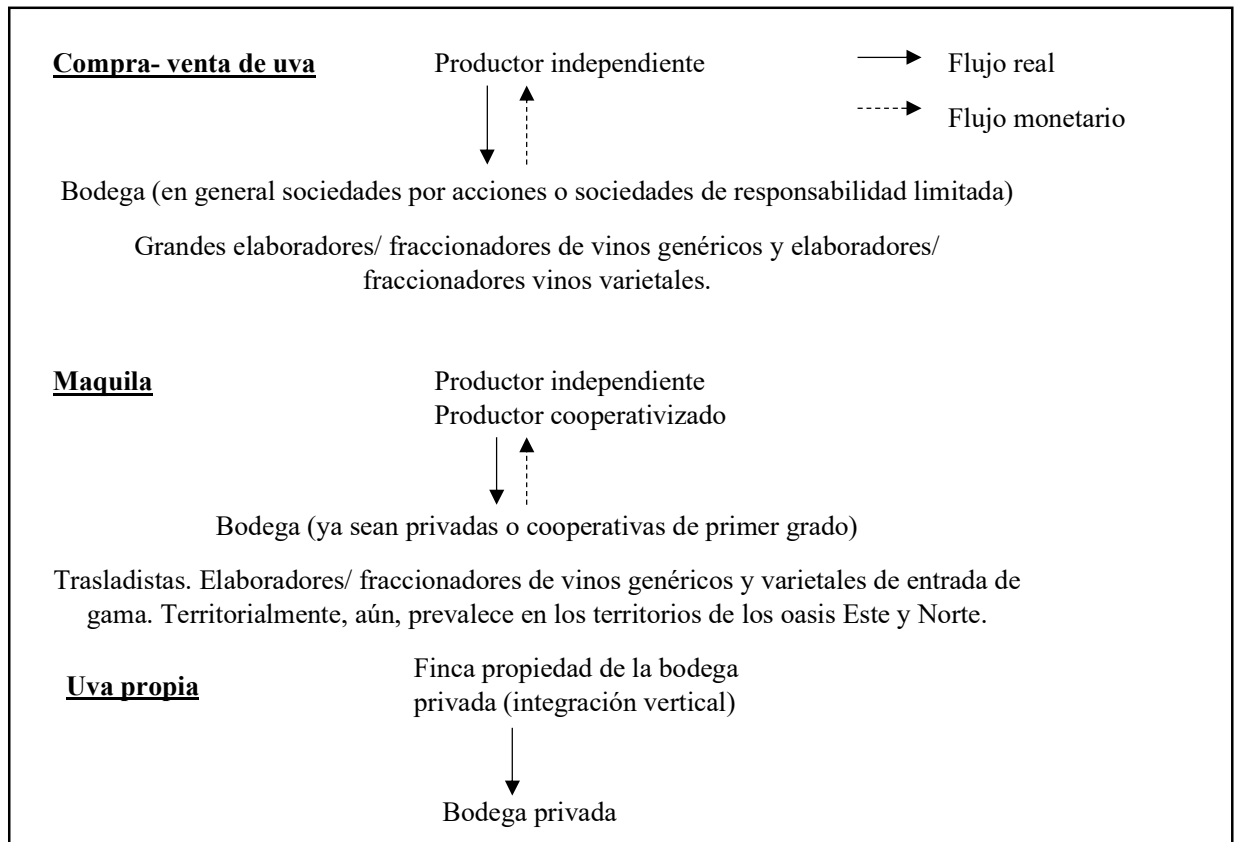 Compra- venta de uva
Productor independiente
Flujo real
Flujo monetario
Bodega (en general sociedades por acciones o sociedades de responsabilidad limitada)
Grandes elaboradores/ fraccionadores de vinos genéricos y elaboradores/
fraccionadores vinos varietales.
Maquila
Productor independiente
Productor cooperativizado
Bodega (ya sean privadas o cooperativas de primer grado)
Trasladistas. Elaboradores/ fraccionadores de vinos genéricos y varietales de entrada de
gama. Territorialmente, aún, prevalece en los territorios de los oasis Este y Norte.
Uva propia
Finca propiedad de la bodega
privada (integración vertical)
Bodega privada